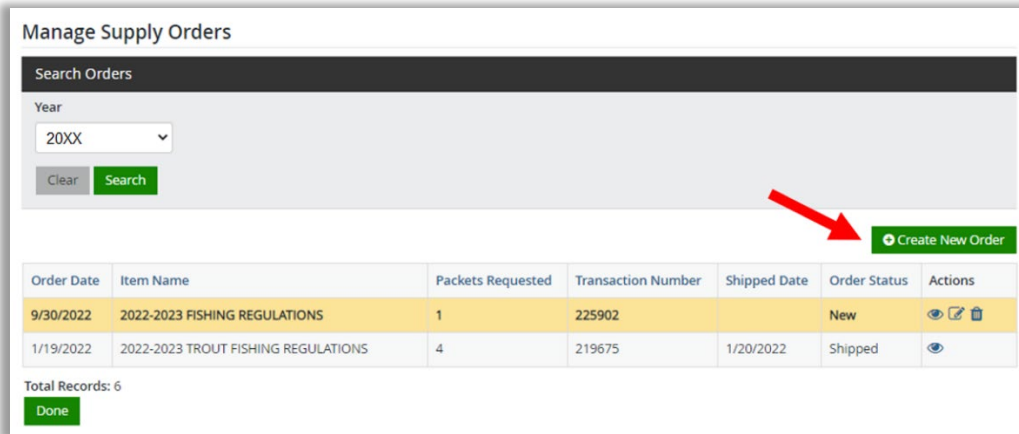 Manage Supply Orders
Search Orders
Year
20XX
Clear Search
Create New Order
Order Date Item Name Packets Requested Transaction Number Shipped Date Order Status Actions
9/30/2022 2022-2023 FISHING REGULATIONS 1 225902 New
1/19/2022 2022-2023 TROUT FISHING REGULATIONS 4 219675 1/20/2022 Shipped
Total Records: 6
Done